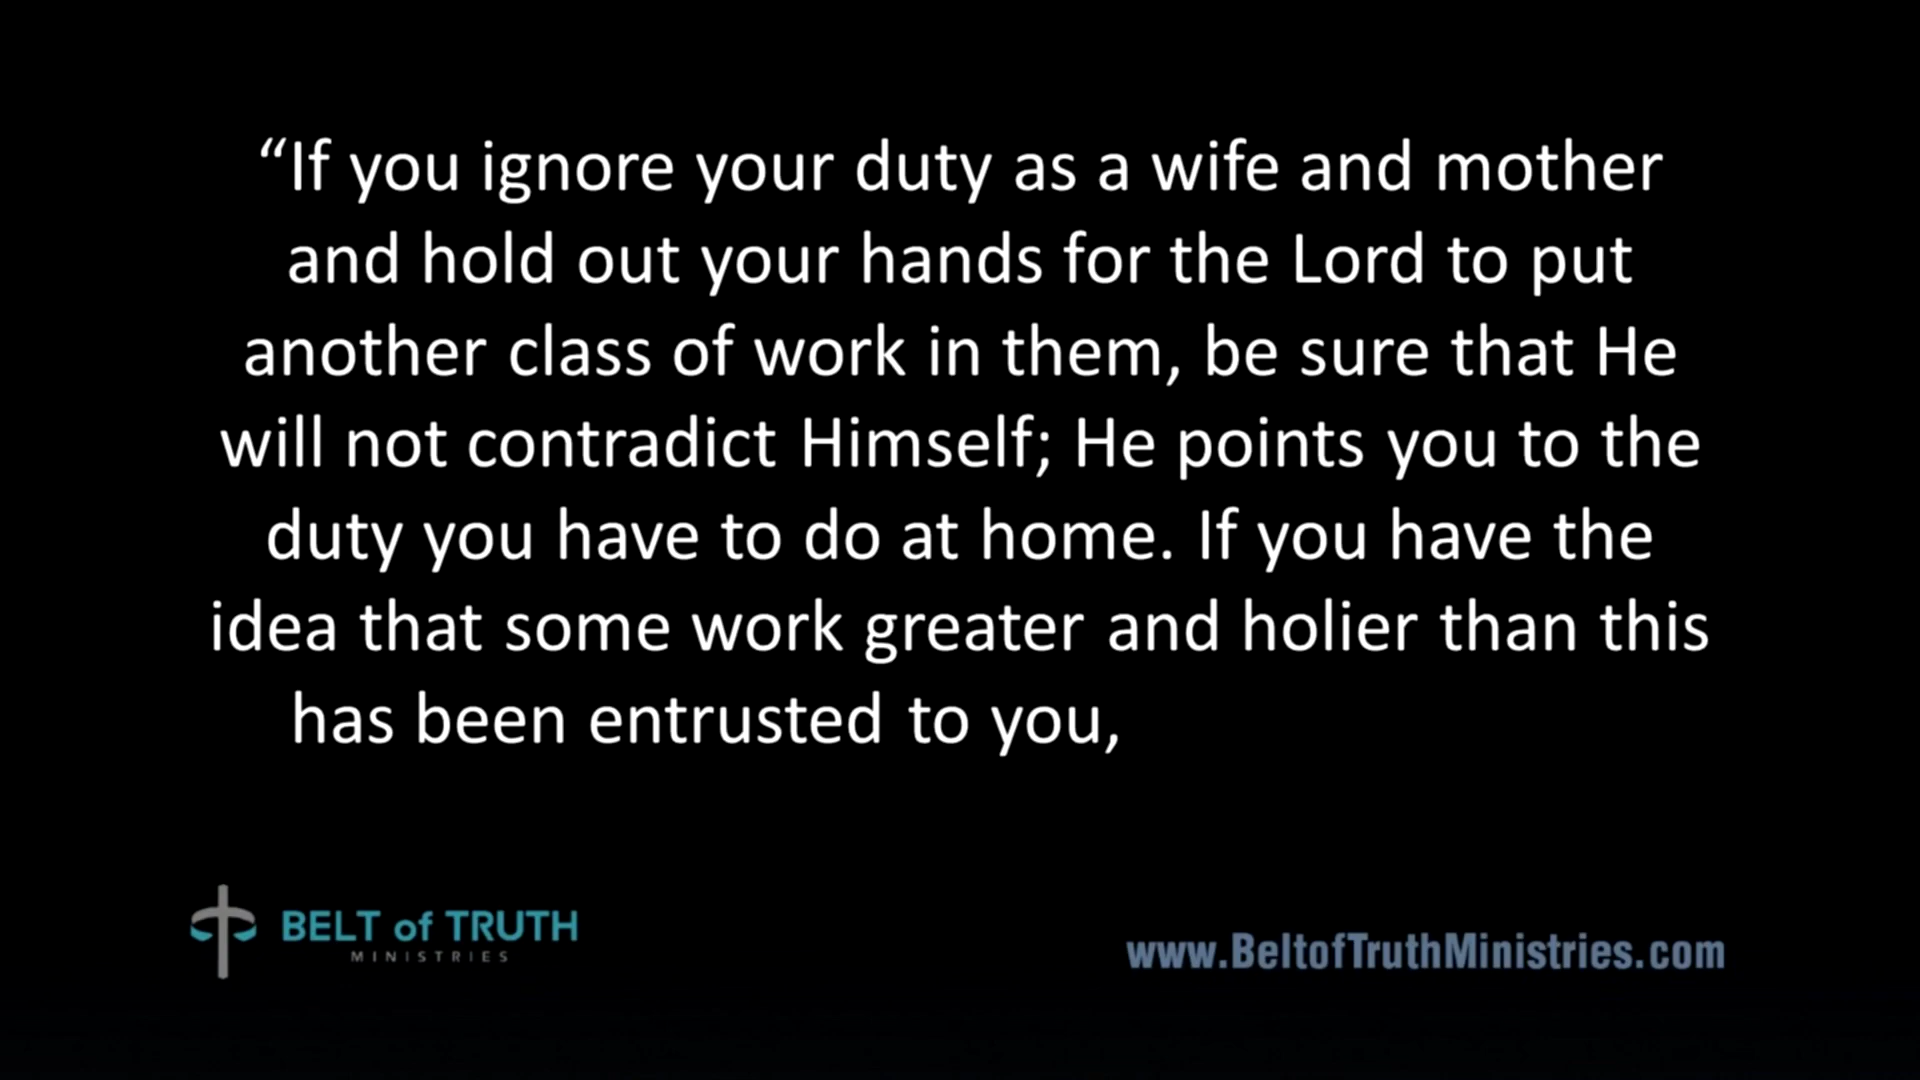 “If you ignore your duty as a wife and mother
and hold out your hands for the Lord to put
another class of work in them, be sure that He
will not contradict Himself; He points you to the
duty you have to do at home. If you have the
idea that some work greater and holier than this
has been entrusted to you,
BELT of TRUTH
MINISTRIES
www.BeltofTruthMinistries.com